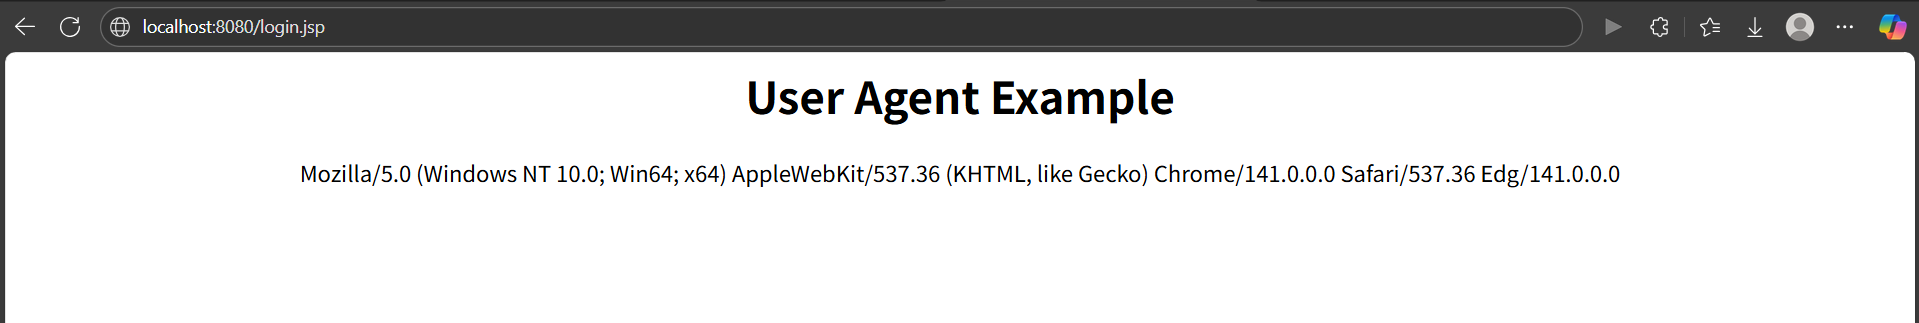 localhost:8080/login.jsp
User Agent Example
Mozilla/5.0 (Windows NT 10.0; Win64; x64) AppleWebKit/537.36 (KHTML, like Gecko) Chrome/141.0.0.0 Safari/537.36 Edg/141.0.0.0